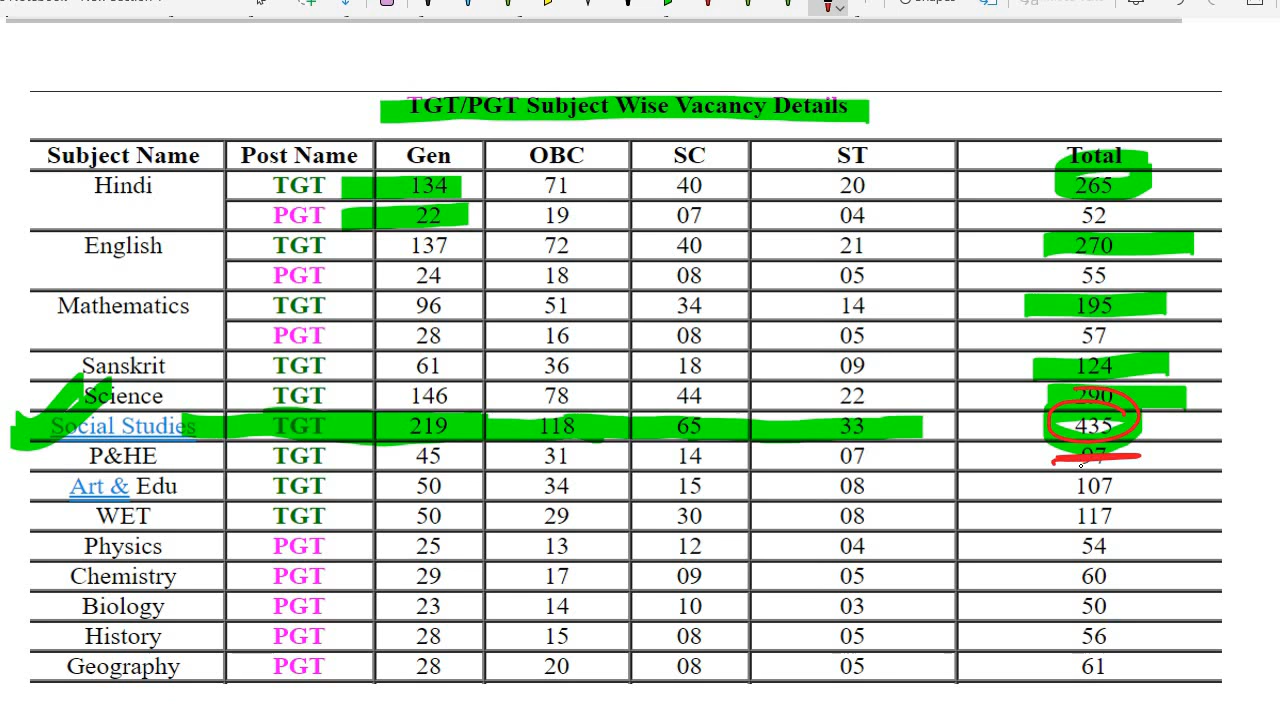 TGT/PGT Subject Wise Vacancy Details
Subject Name Post Name Gen OBC SC ST Total
Hindi TGT 134 71 40 20 265
PGT 22 19 07 04 52
English TGT 137 72 40 21 270
PGT 24 18 08 05 55
Mathematics TGT 96 51 34 14 195
PGT 28 16 08 05 57
Sanskrit TGT 61 36 18 09 124
Science TGT 146 78 44 22 290
Social Studies TGT 219 118 65 33 435
P&HE TGT 45 31 14 07 97
Art & Edu TGT 50 34 15 08 107
WET TGT 50 29 30 08 117
Physics PGT 25 13 12 04 54
Chemistry PGT 29 17 09 05 60
Biology PGT 23 14 10 03 50
History PGT 28 15 08 05 56
Geography PGT 28 20 08 05 61